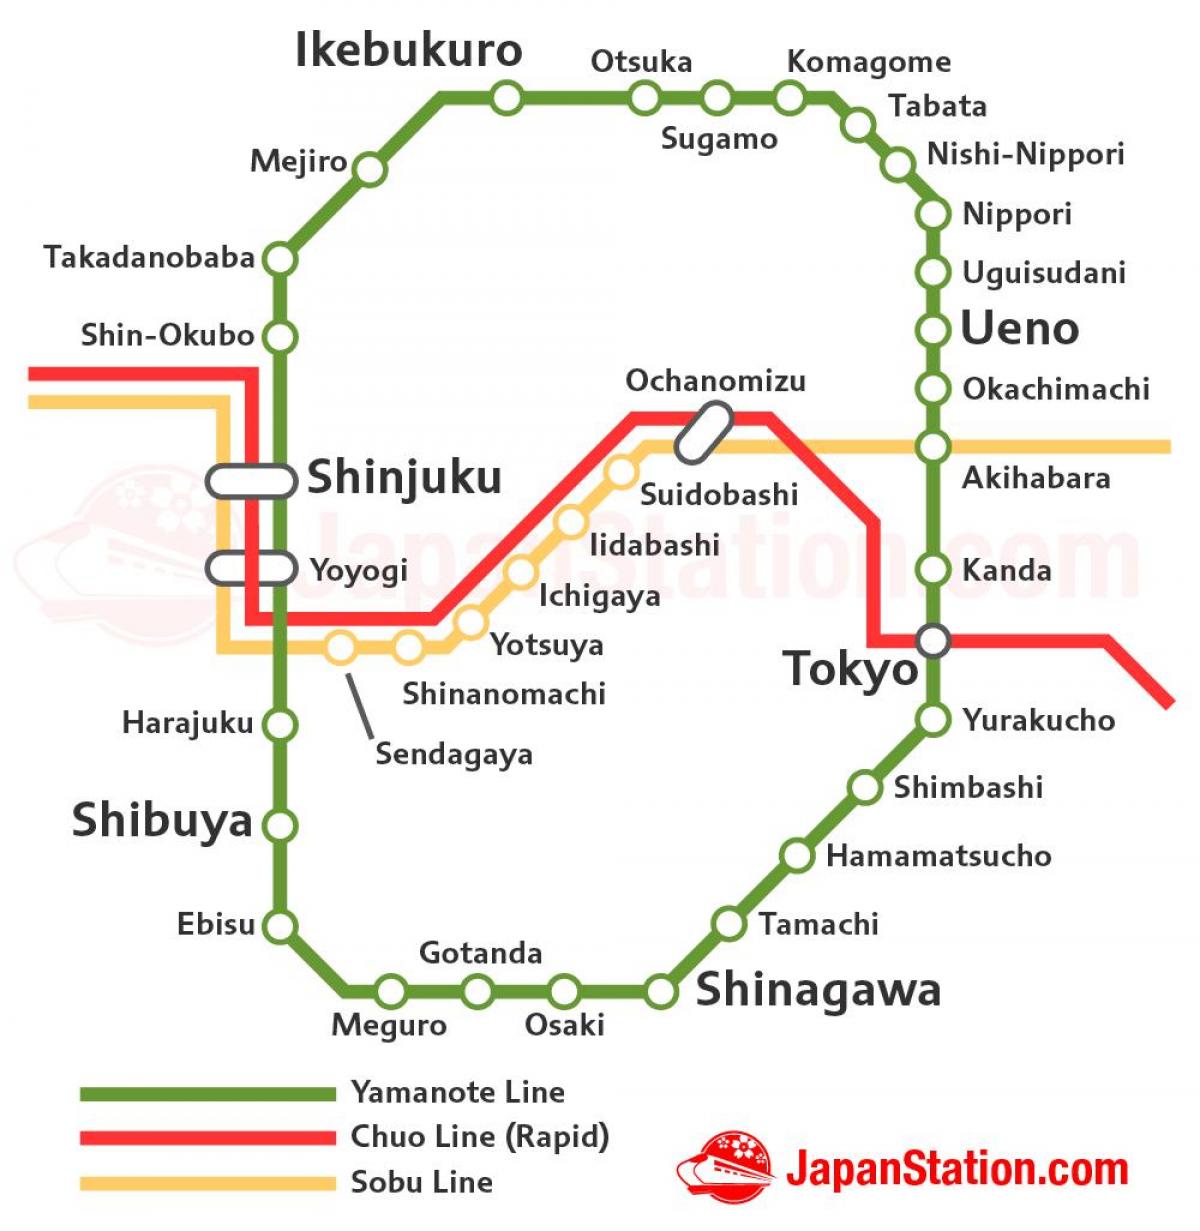 Ikebukuro
Otsuka
Komagome
Sugamo
Tabata
Mejiro
Nishi-Nippori
Nippori
Takadanobaba
Uguisudani
Shin-Okubo
Ueno
Ochanomizu
Okachimachi
Shinjuku
Suidobashi
Akihabara
Iidabashi
Yoyogi
Kanda
Ichigaya
Yotsuya
Tokyo
Shinanomachi
Harajuku
Yurakucho
Sendagaya
Shimbashi
Shibuya
Hamamatsucho
Ebisu
Tamachi
Gotanda
Shinagawa
Meguro
Osaki
Yamanote Line
Chuo Line (Rapid)
Sobu Line
JapanStation.com
JapanStation.com